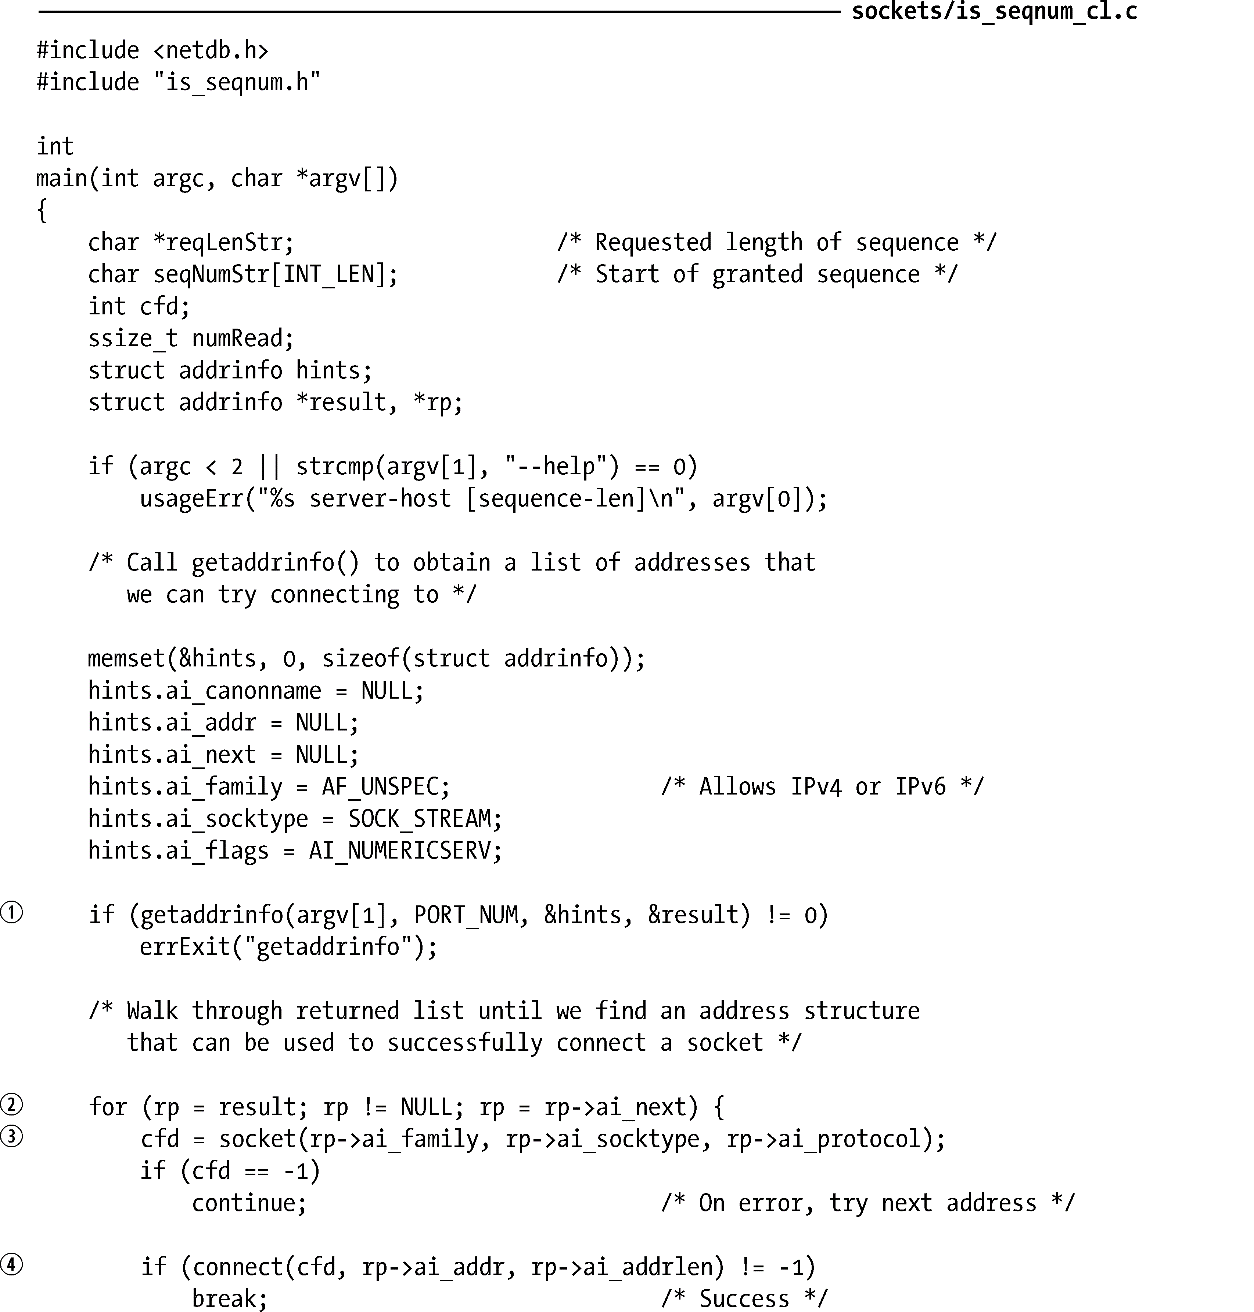 sockets/is_seqnum_cl.c
#include <netdb.h>
#include "is_seqnum.h"

int
main(int argc, char *argv[])
{
    char *reqLenStr;                    /* Requested length of sequence */
    char seqNumStr[INT_LEN];            /* Start of granted sequence */
    int cfd;
    ssize_t numRead;
    struct addrinfo hints;
    struct addrinfo *result, *rp;

    if (argc < 2 || strcmp(argv[1], "--help") == 0)
        usageErr("%s server-host [sequence-len]\n", argv[0]);

    /* Call getaddrinfo() to obtain a list of addresses that
       we can try connecting to */

    memset(&hints, 0, sizeof(struct addrinfo));
    hints.ai_canonname = NULL;
    hints.ai_addr = NULL;
    hints.ai_next = NULL;
    hints.ai_family = AF_UNSPEC;                /* Allows IPv4 or IPv6 */
    hints.ai_socktype = SOCK_STREAM;
    hints.ai_flags = AI_NUMERICSERV;

①    if (getaddrinfo(argv[1], PORT_NUM, &hints, &result) != 0)
        errExit("getaddrinfo");

    /* Walk through returned list until we find an address structure
       that can be used to successfully connect a socket */

②    for (rp = result; rp != NULL; rp = rp->ai_next) {
③        cfd = socket(rp->ai_family, rp->ai_socktype, rp->ai_protocol);
        if (cfd == -1)
            continue;                           /* On error, try next address */

④        if (connect(cfd, rp->ai_addr, rp->ai_addrlen) != -1)
            break;                              /* Success */